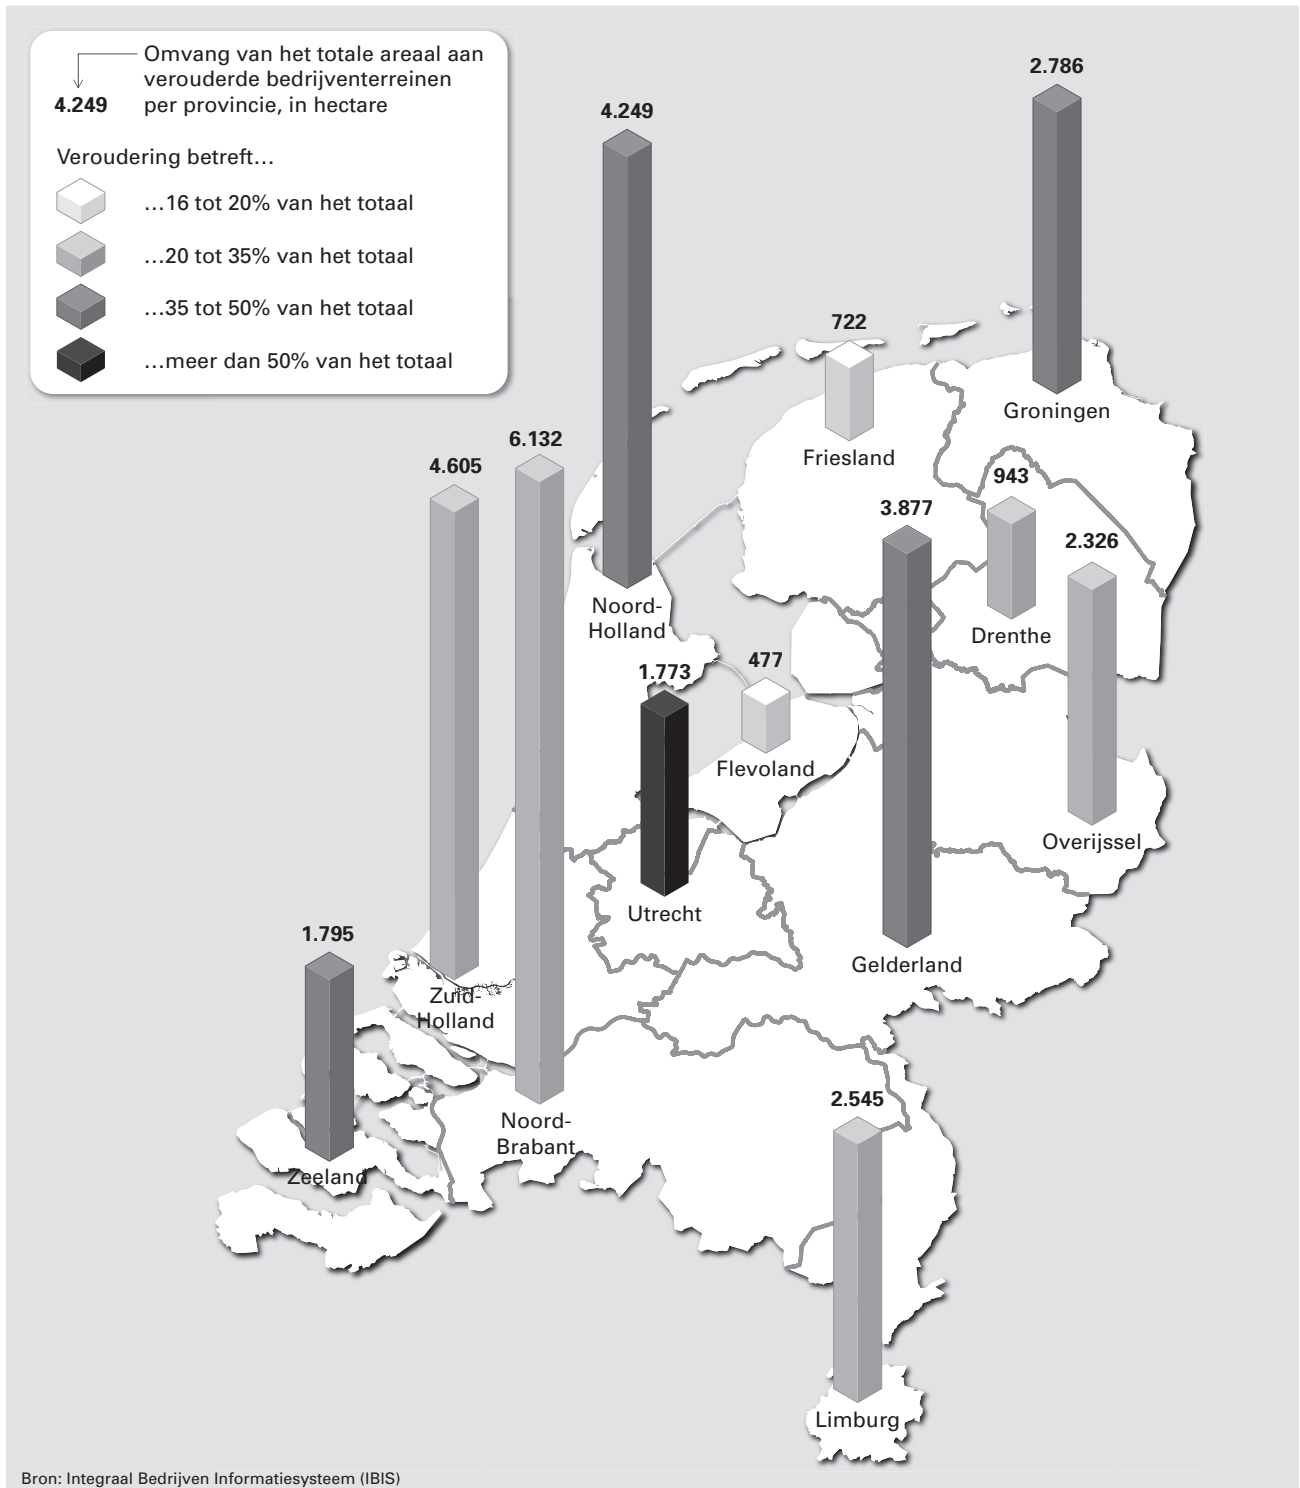 Omvang van het totale areaal aan
verouderde bedrijventerreinen
4.249 per provincie, in hectare
Veroudering betreft...
...16 tot 20% van het totaal
...20 tot 35% van het totaal
...35 tot 50% van het totaal
...meer dan 50% van het totaal
2.786
Groningen
4.249
Noord-
Holland
722
Friesland
943
Drenthe
2.326
Overijssel
3.877
Gelderland
477
Flevoland
1.773
Utrecht
4.605
Zuid-
Holland
6.132
Noord-
Brabant
1.795
Zeeland
2.545
Limburg
Bron: Integraal Bedrijven Informatiesysteem (IBIS)